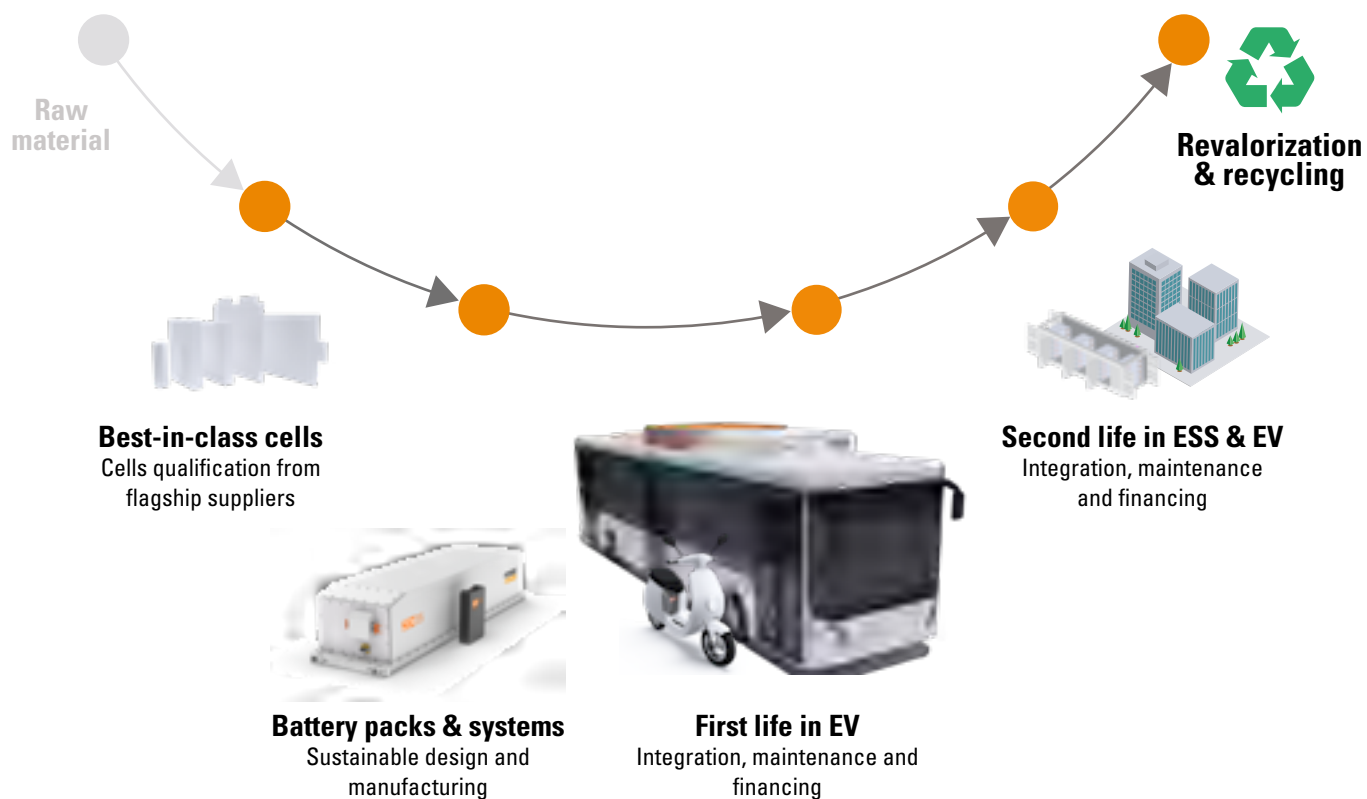 Raw
material
Revalorization
& recycling
Best-in-class cells
Cells qualification from
flagship suppliers
Second life in ESS & EV
Integration, maintenance
and financing
Battery packs & systems
Sustainable design and
manufacturing
First life in EV
Integration, maintenance and
financing